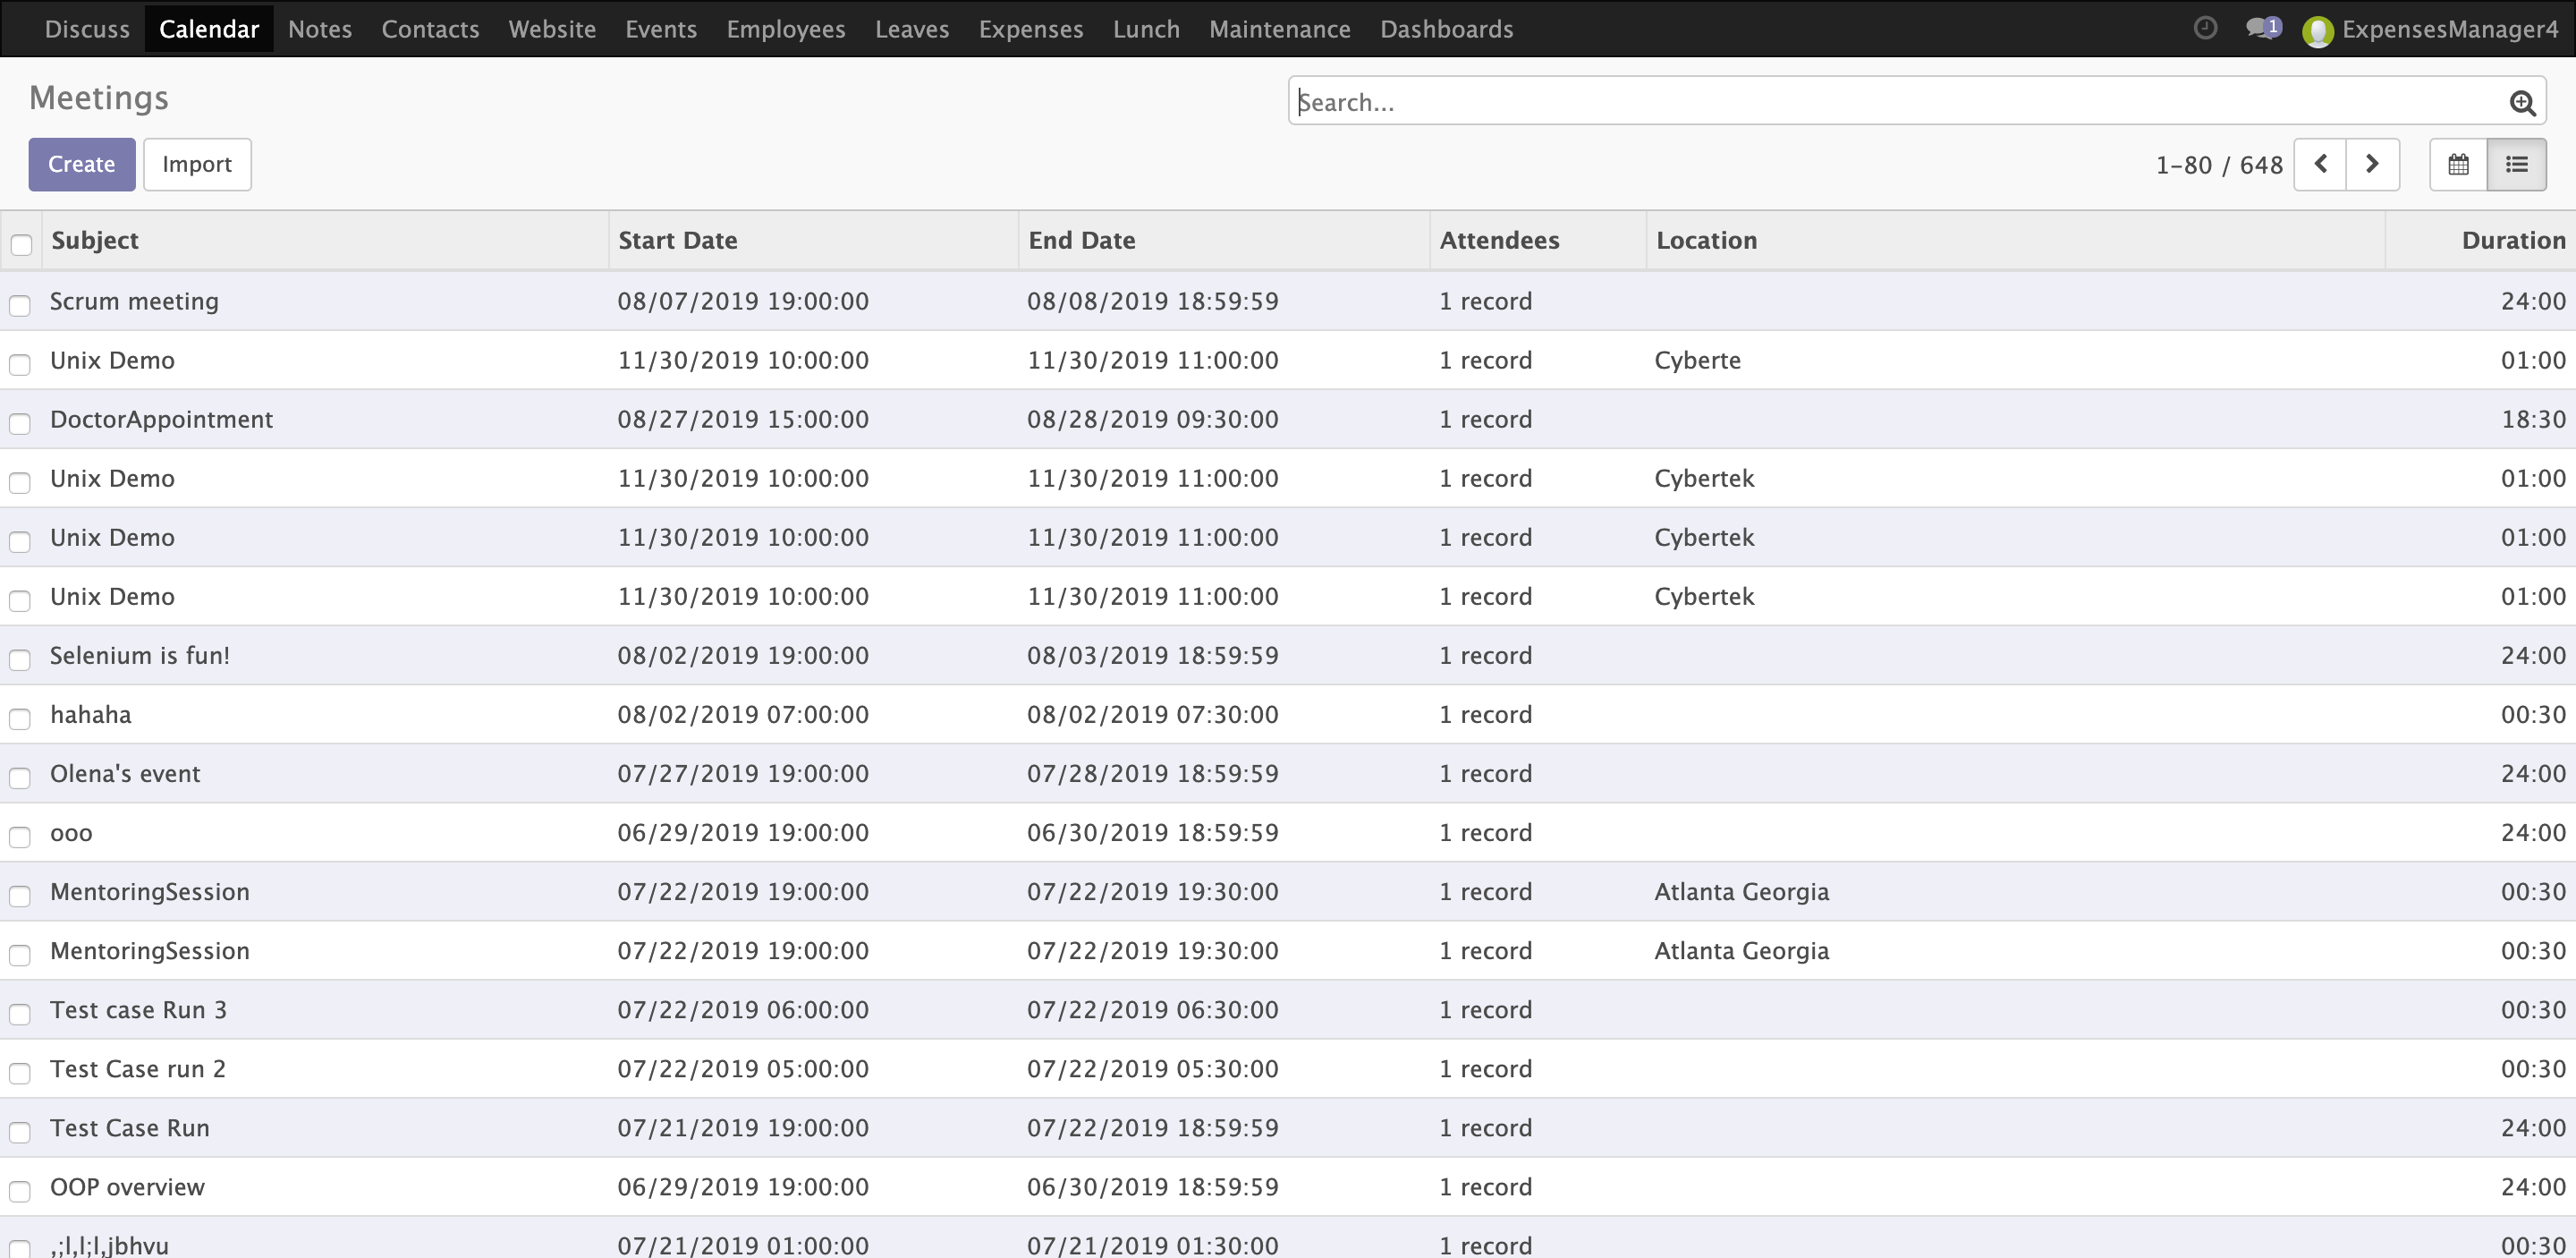 Discuss Calendar Notes Contacts Website Events Employees Leaves Expenses Lunch Maintenance Dashboards 1 ExpensesManager4
Meetings
Search...
Create Import 1-80 / 648
Subject Start Date End Date Attendees Location Duration
Scrum meeting 08/07/2019 19:00:00 08/08/2019 18:59:59 1 record 24:00
Unix Demo 11/30/2019 10:00:00 11/30/2019 11:00:00 1 record Cyberte 01:00
DoctorAppointment 08/27/2019 15:00:00 08/28/2019 09:30:00 1 record 18:30
Unix Demo 11/30/2019 10:00:00 11/30/2019 11:00:00 1 record Cybertek 01:00
Unix Demo 11/30/2019 10:00:00 11/30/2019 11:00:00 1 record Cybertek 01:00
Unix Demo 11/30/2019 10:00:00 11/30/2019 11:00:00 1 record Cybertek 01:00
Selenium is fun! 08/02/2019 19:00:00 08/03/2019 18:59:59 1 record 24:00
hahaha 08/02/2019 07:00:00 08/02/2019 07:30:00 1 record 00:30
Olena's event 07/27/2019 19:00:00 07/28/2019 18:59:59 1 record 24:00
ooo 06/29/2019 19:00:00 06/30/2019 18:59:59 1 record 24:00
MentoringSession 07/22/2019 19:00:00 07/22/2019 19:30:00 1 record Atlanta Georgia 00:30
MentoringSession 07/22/2019 19:00:00 07/22/2019 19:30:00 1 record Atlanta Georgia 00:30
Test case Run 3 07/22/2019 06:00:00 07/22/2019 06:30:00 1 record 00:30
Test Case run 2 07/22/2019 05:00:00 07/22/2019 05:30:00 1 record 00:30
Test Case Run 07/21/2019 19:00:00 07/22/2019 18:59:59 1 record 24:00
OOP overview 06/29/2019 19:00:00 06/30/2019 18:59:59 1 record 24:00
,;l,l;l,jbhvu 07/21/2019 01:00:00 07/21/2019 01:30:00 1 record 00:30